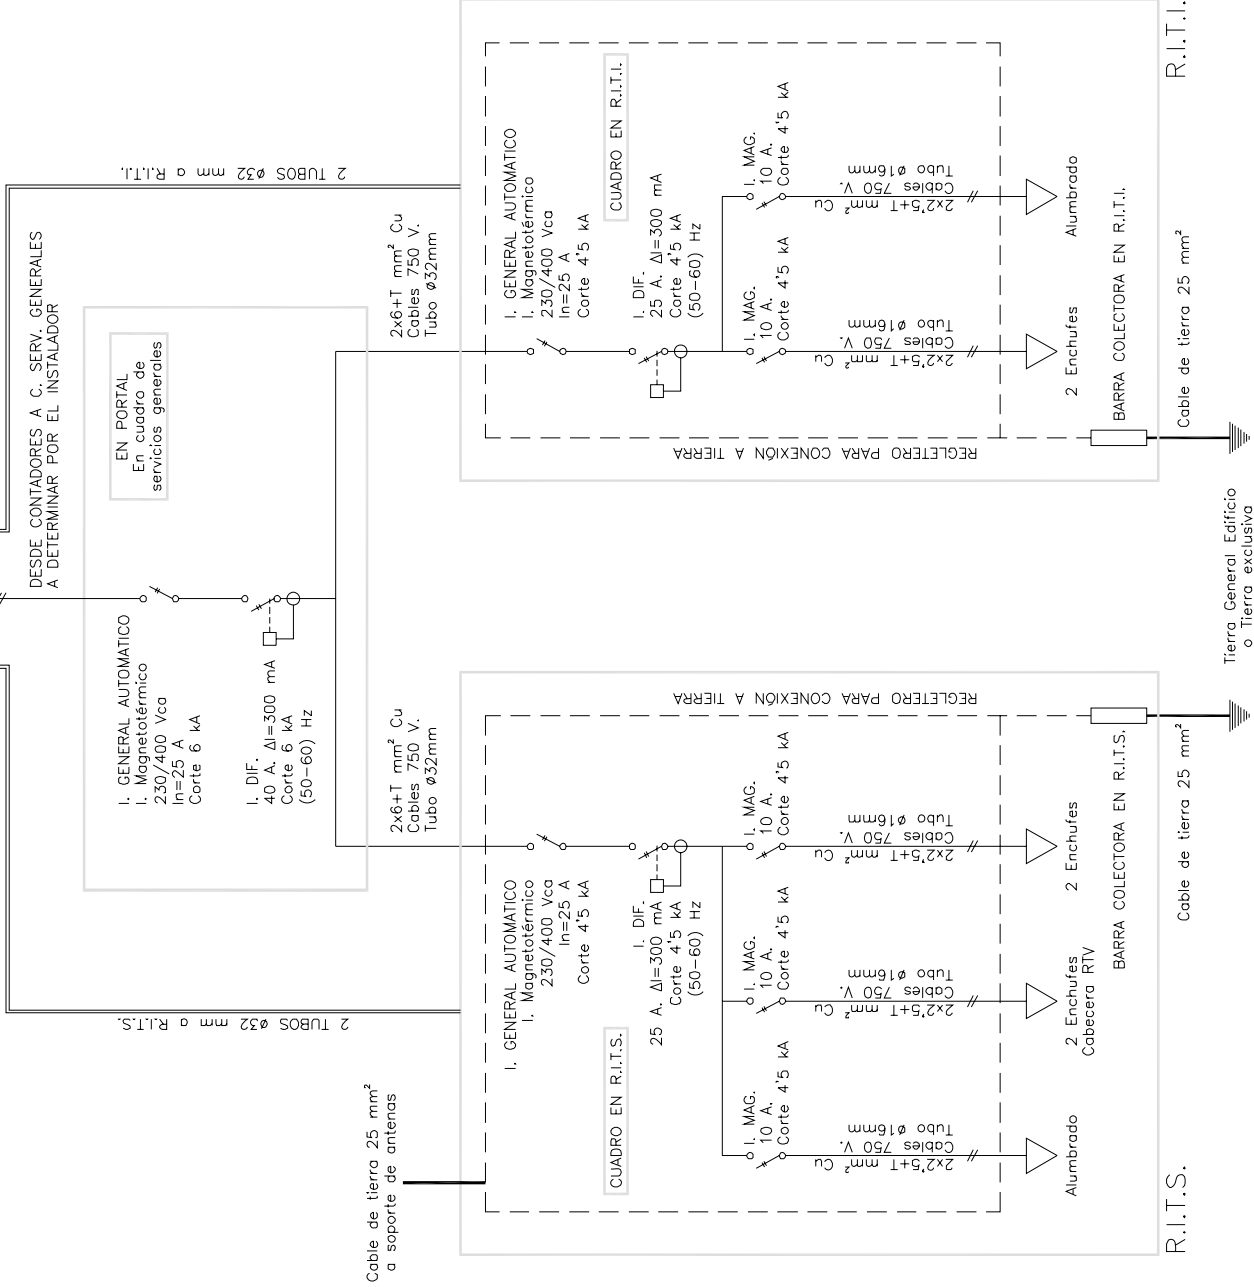 DESDE CONTADORES A C. SERV. GENERALES
A DETERMINAR POR EL INSTALADOR
EN PORTAL
En cuadro de
servicios generales
I. GENERAL AUTOMATICO
I. Magnetotérmico
230/400 Vca
In=25 A
Corte 6 kA
I. DIF.
40 A. ΔI=300 mA
Corte 6 kA
(50-60) Hz
2 TUBOS ø32 mm a R.I.T.S.
2 TUBOS ø32 mm a R.I.T.I.
Cable de tierra 25 mm²
a soporte de antenas
2x6+T mm² Cu
Cables 750 V.
Tubo ø32mm
2x6+T mm² Cu
Cables 750 V.
Tubo ø32mm
I. GENERAL AUTOMATICO
I. Magnetotérmico
230/400 Vca
In=25 A
Corte 4'5 kA
CUADRO EN R.I.T.S.
I. DIF.
25 A. ΔI=300 mA
Corte 4'5 kA
(50-60) Hz
I. MAG.
10 A.
Corte 4'5 kA
I. MAG.
10 A.
Corte 4'5 kA
I. MAG.
10 A.
Corte 4'5 kA
2x2'5+T mm² Cu
Cables 750 V.
Tubo ø16mm
2x2'5+T mm² Cu
Cables 750 V.
Tubo ø16mm
2x2'5+T mm² Cu
Cables 750 V.
Tubo ø16mm
Alumbrado
2 Enchufes
Cabecera RTV
2 Enchufes
REGLETERO PARA CONEXIÓN A TIERRA
BARRA COLECTORA EN R.I.T.S.
Cable de tierra 25 mm²
R.I.T.S.
I. GENERAL AUTOMATICO
I. Magnetotérmico
230/400 Vca
In=25 A
Corte 4'5 kA
CUADRO EN R.I.T.I.
I. DIF.
25 A. ΔI=300 mA
Corte 4'5 kA
(50-60) Hz
I. MAG.
10 A.
Corte 4'5 kA
I. MAG.
10 A.
Corte 4'5 kA
2x2'5+T mm² Cu
Cables 750 V.
Tubo ø16mm
2x2'5+T mm² Cu
Cables 750 V.
Tubo ø16mm
2 Enchufes
Alumbrado
REGLETERO PARA CONEXIÓN A TIERRA
BARRA COLECTORA EN R.I.T.I.
Cable de tierra 25 mm²
R.I.T.I.
Tierra General Edificio
o Tierra exclusiva